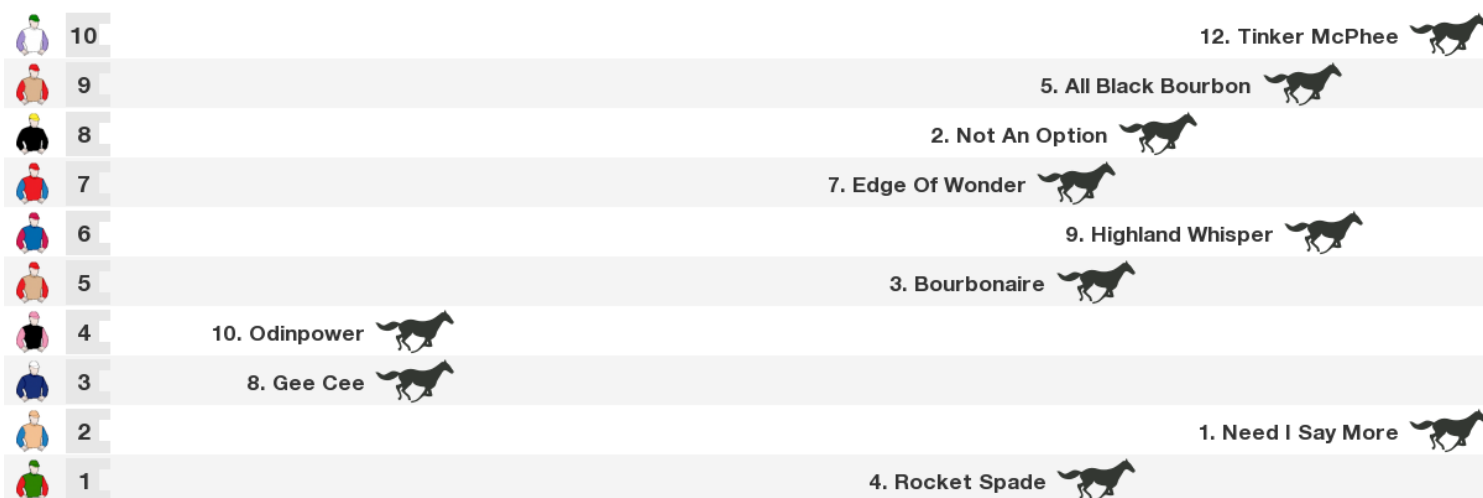 10 12. Tinker McPhee
9 5. All Black Bourbon
8 2. Not An Option
7 7. Edge Of Wonder
6 9. Highland Whisper
5 3. Bourbonaire
4 10. Odinpower
3 8. Gee Cee
2 1. Need I Say More
1 4. Rocket Spade